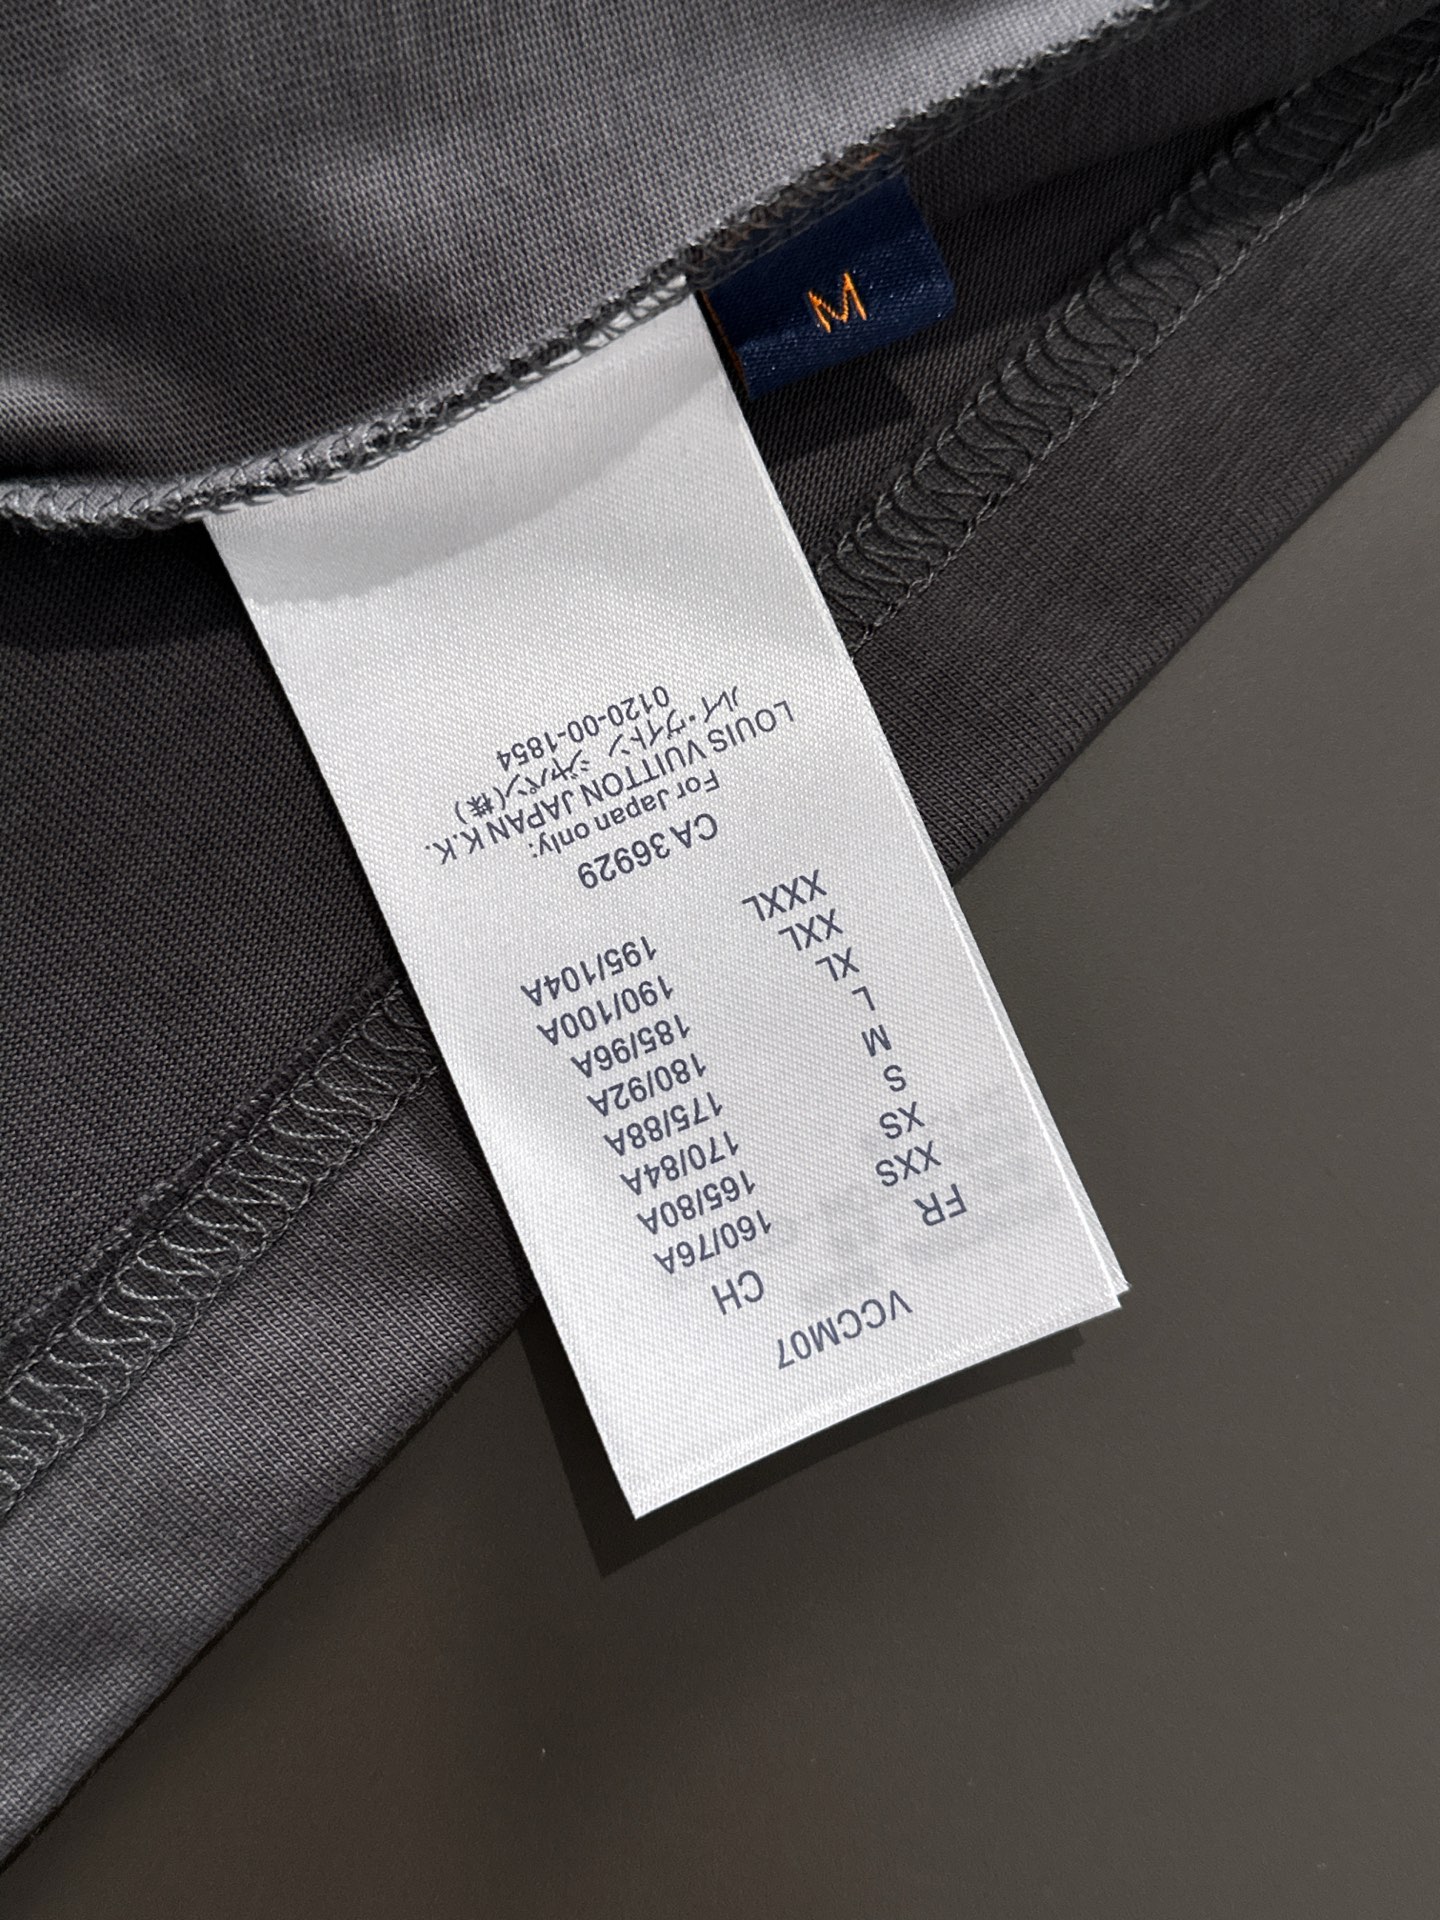 VCCM07
FR CH
XXS 160/76A
XS 165/80A
S 170/84A
M 175/88A
L 180/92A
XL 185/96A
XXL 190/100A
XXXL 195/104A
CA 36929
For Japan only:
LOUIS VUITTON JAPAN K.K.
ルイ・ヴィトン ジャパン(株)
0120-00-1854
M